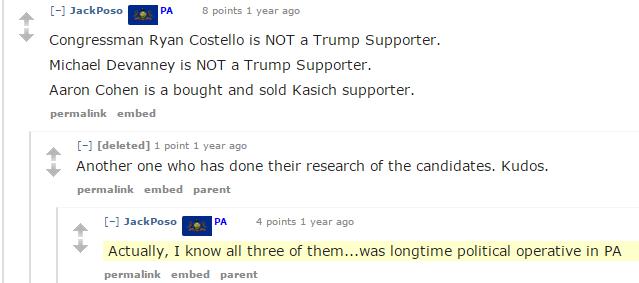 [–] JackPoso PA 8 points 1 year ago
Congressman Ryan Costello is NOT a Trump Supporter.
Michael Devanney is NOT a Trump Supporter.
Aaron Cohen is a bought and sold Kasich supporter.
permalink embed
[–] [deleted] 1 point 1 year ago
Another one who has done their research of the candidates. Kudos.
permalink embed parent
[–] JackPoso PA 4 points 1 year ago
Actually, I know all three of them...was longtime political operative in PA
permalink embed parent